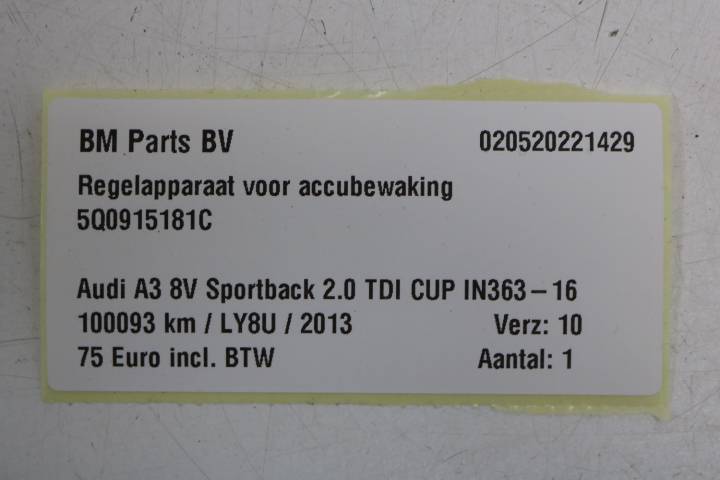 BM Parts BV 020520221429
Regelapparaat voor accubewaking
5Q0915181C
Audi A3 8V Sportback 2.0 TDI CUP IN363-16
100093 km / LY8U / 2013 Verz: 10
75 Euro incl. BTW Aantal: 1